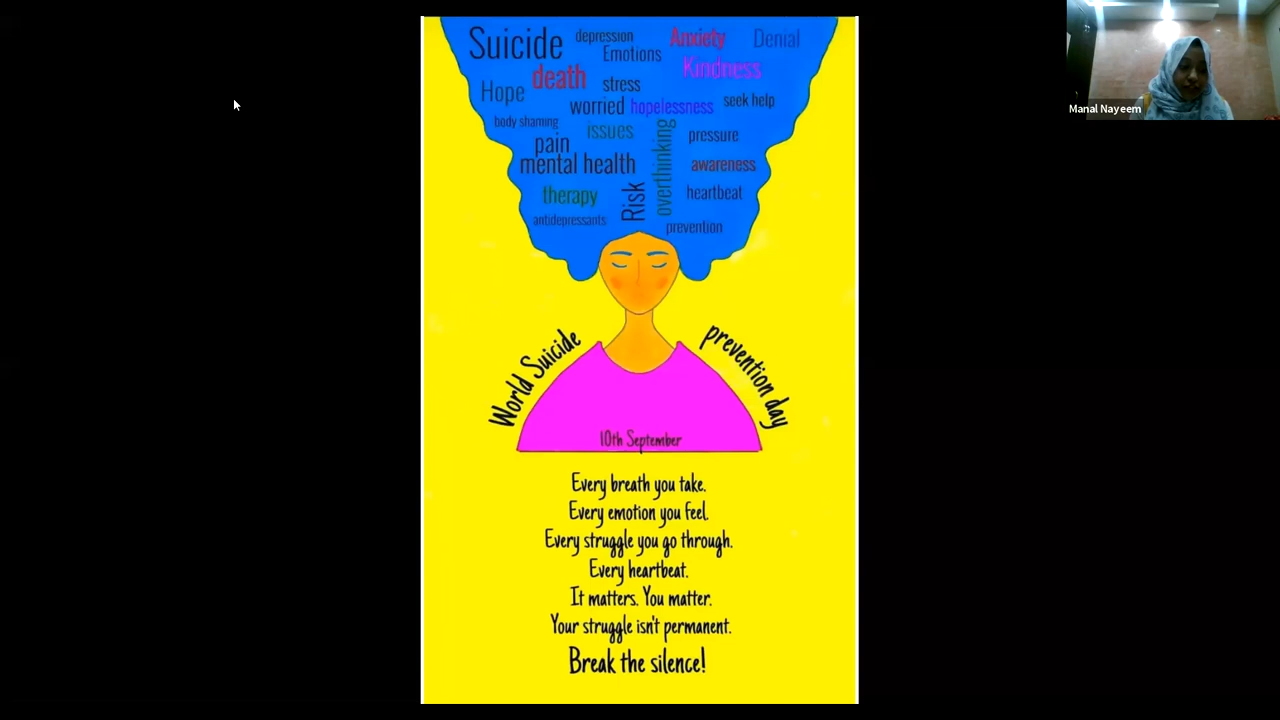 Suicide
depression
Emotions
Anxiety
Denial
Kindness
Hope
death
stress
worried
hopelessness
seek help
body shaming
issues
overthinking
pressure
pain
mental health
awareness
therapy
Risk
heartbeat
antidepressants
prevention
World Suicide
prevention day
10th September
Every breath you take.
Every emotion you feel.
Every struggle you go through.
Every heartbeat.
It matters. You matter.
Your struggle isn't permanent.
Break the silence!
Manal Nayeem